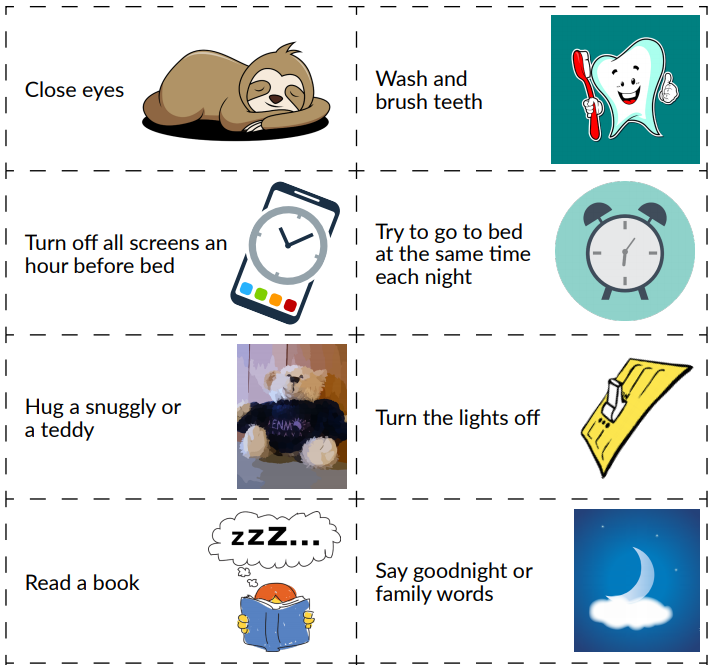 Close eyes
Wash and
brush teeth
Turn off all screens an
hour before bed
Try to go to bed
at the same time
each night
Hug a snuggly or
a teddy
Turn the lights off
zzZ...
Read a book
Say goodnight or
family words